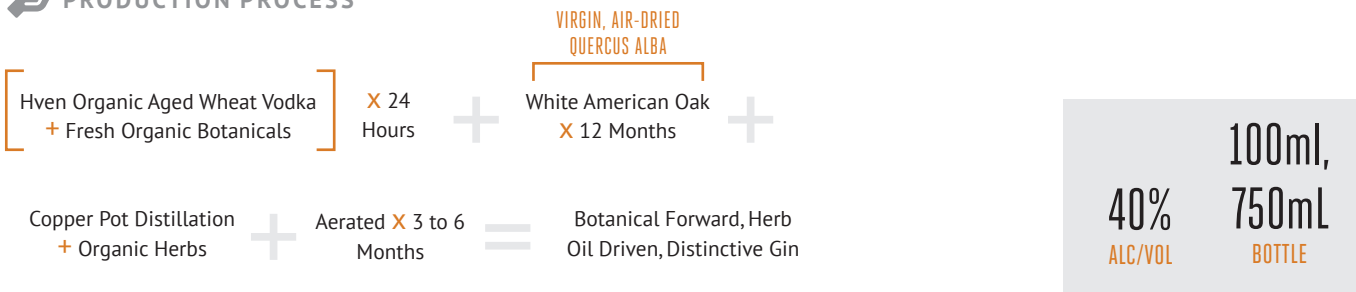 PRODUCTION PROCESS
VIRGIN, AIR-DRIED
QUERCUS ALBA
Hven Organic Aged Wheat Vodka
+ Fresh Organic Botanicals
X 24
Hours
+
White American Oak
X 12 Months
+
Copper Pot Distillation
+ Organic Herbs
+
Aerated X 3 to 6
Months
=
Botanical Forward, Herb
Oil Driven, Distinctive Gin
40%
ALC/VOL
100ml,
750mL
BOTTLE